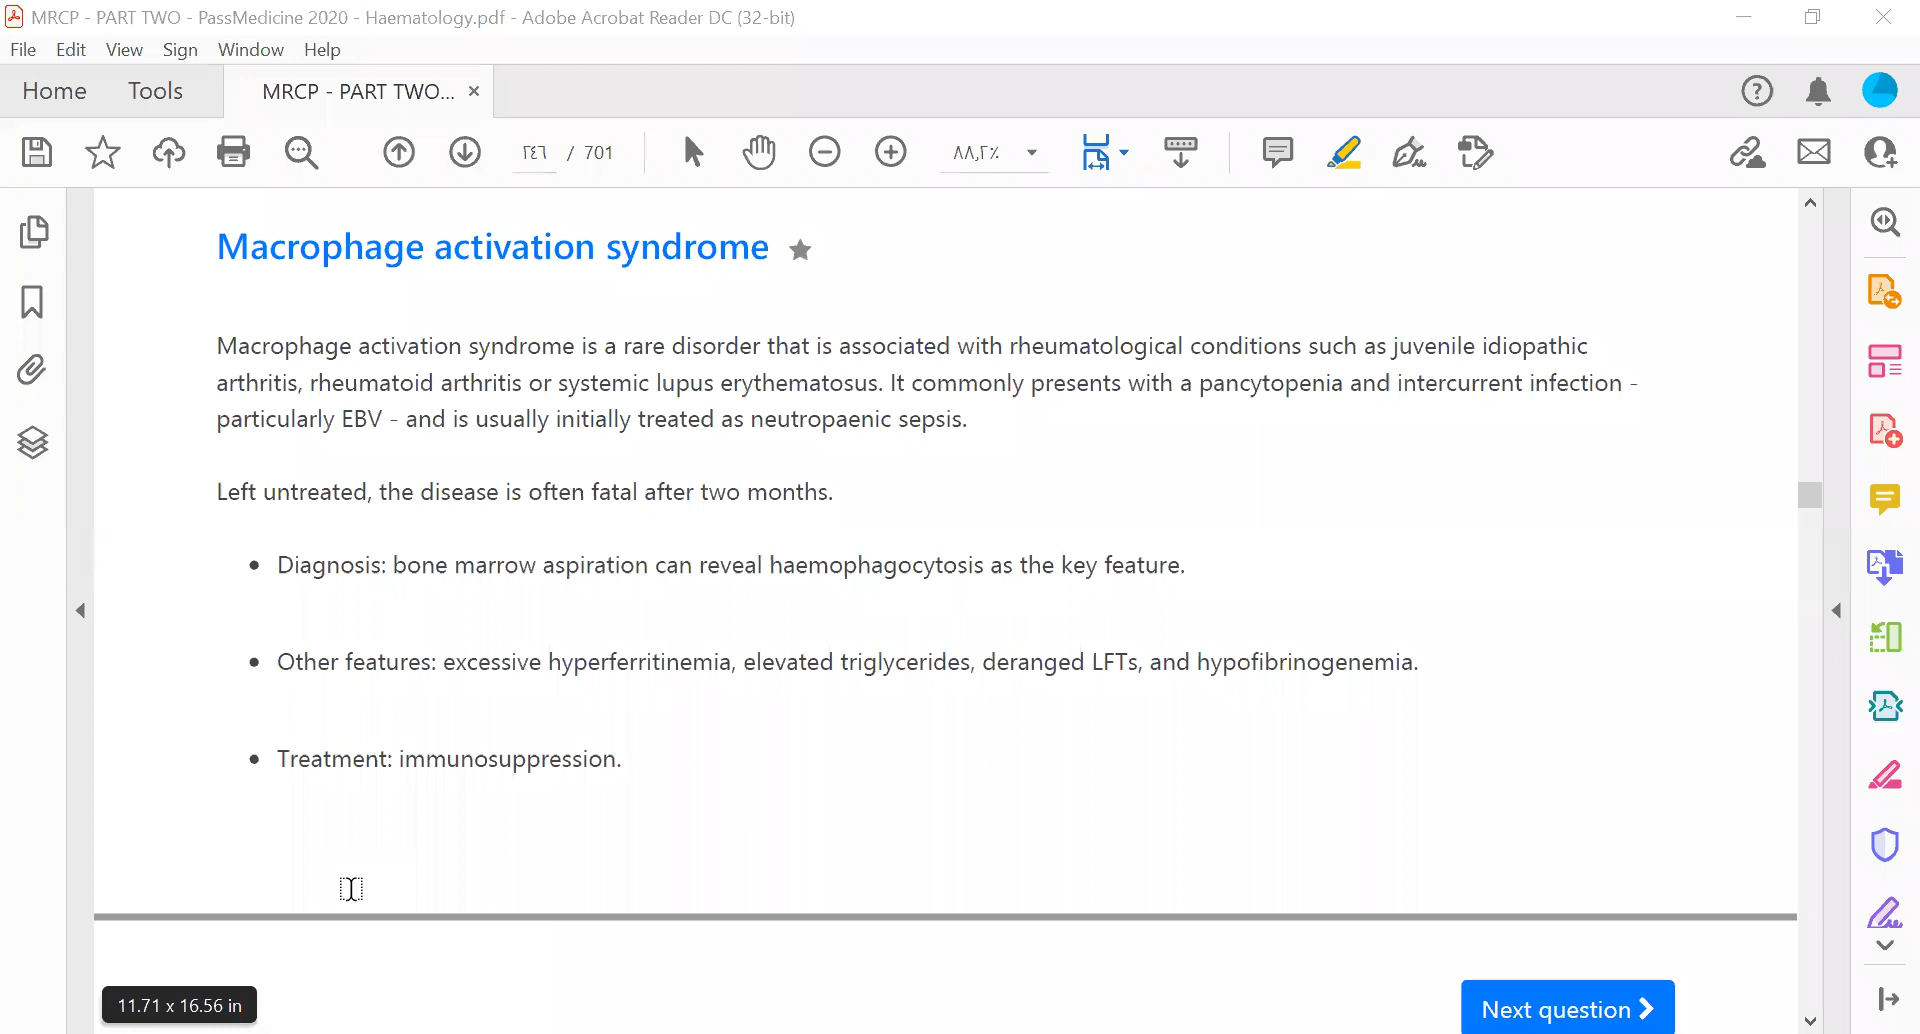 MRCP - PART TWO - PassMedicine 2020 - Haematology.pdf - Adobe Acrobat Reader DC (32-bit)
File Edit View Sign Window Help
Home Tools MRCP - PART TWO... ×
٢٤٦ / 701 ٨٨,٢٪
Macrophage activation syndrome
Macrophage activation syndrome is a rare disorder that is associated with rheumatological conditions such as juvenile idiopathic
arthritis, rheumatoid arthritis or systemic lupus erythematosus. It commonly presents with a pancytopenia and intercurrent infection -
particularly EBV - and is usually initially treated as neutropaenic sepsis.
Left untreated, the disease is often fatal after two months.
• Diagnosis: bone marrow aspiration can reveal haemophagocytosis as the key feature.
• Other features: excessive hyperferritinemia, elevated triglycerides, deranged LFTs, and hypofibrinogenemia.
• Treatment: immunosuppression.
11.71 x 16.56 in
Next question